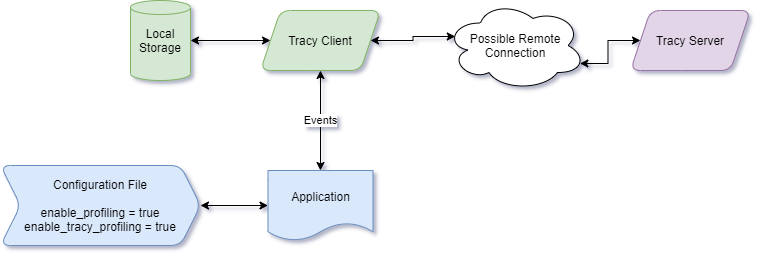 Local
Storage
Tracy Client
Possible Remote
Connection
Tracy Server
Events
Configuration File
enable_profiling = true
enable_tracy_profiling = true
Application